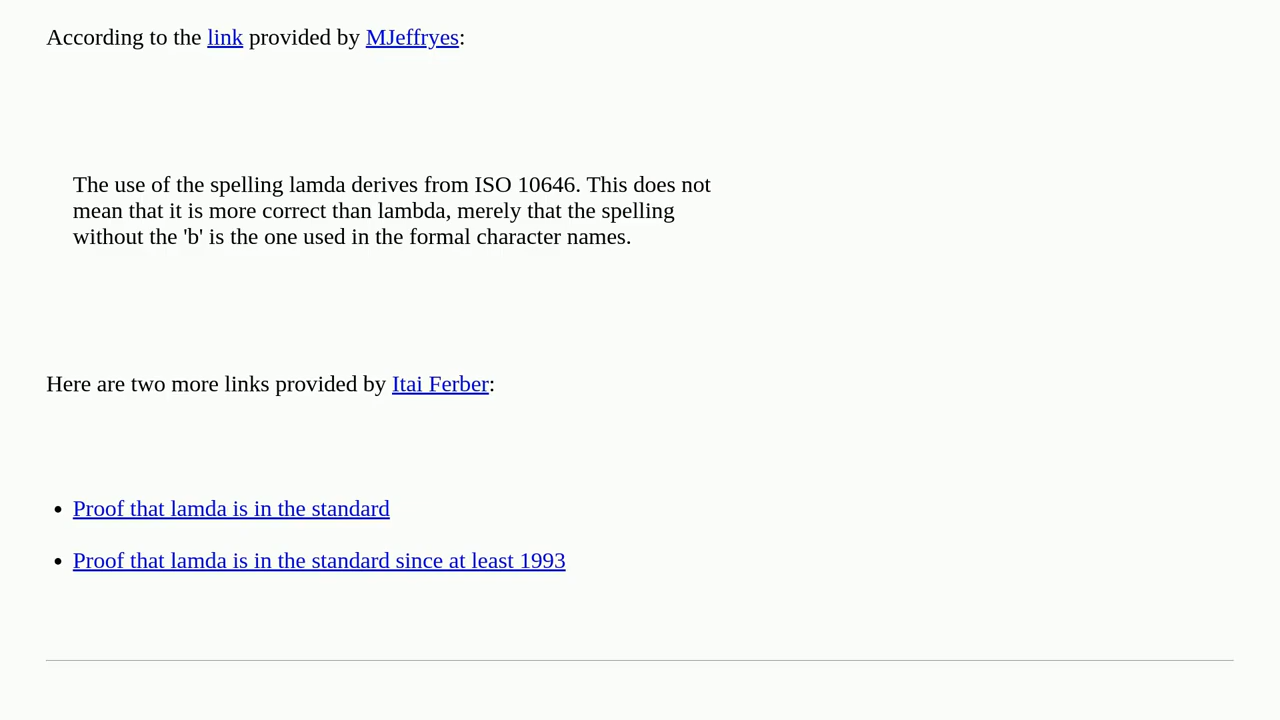 According to the link provided by MJeffryes:
The use of the spelling lamda derives from ISO 10646. This does not
mean that it is more correct than lambda, merely that the spelling
without the 'b' is the one used in the formal character names.
Here are two more links provided by Itai Ferber:
• Proof that lamda is in the standard
• Proof that lamda is in the standard since at least 1993